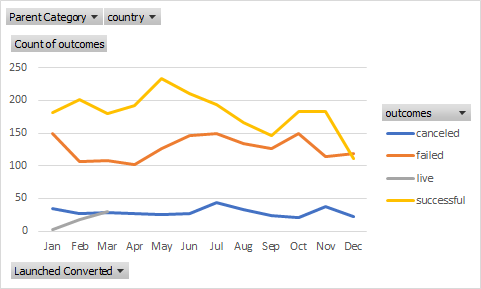 Parent Category country
Count of outcomes
250
200
150
100
50
0
Jan Feb Mar Apr May Jun Jul Aug Sep Oct Nov Dec
outcomes
canceled
failed
live
successful
Launched Converted